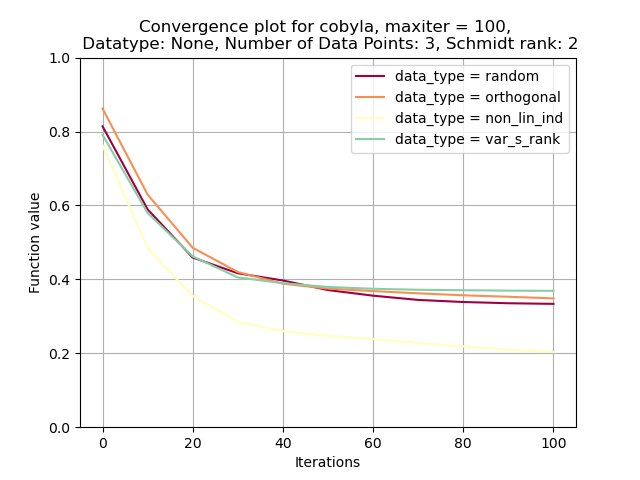 Convergence plot for cobyla, maxiter = 100,
Datatype: None, Number of Data Points: 3, Schmidt rank: 2
data_type = random
data_type = orthogonal
data_type = non_lin_ind
data_type = var_s_rank
Function value
1.0
0.8
0.6
0.4
0.2
0.0
0 20 40 60 80 100
Iterations